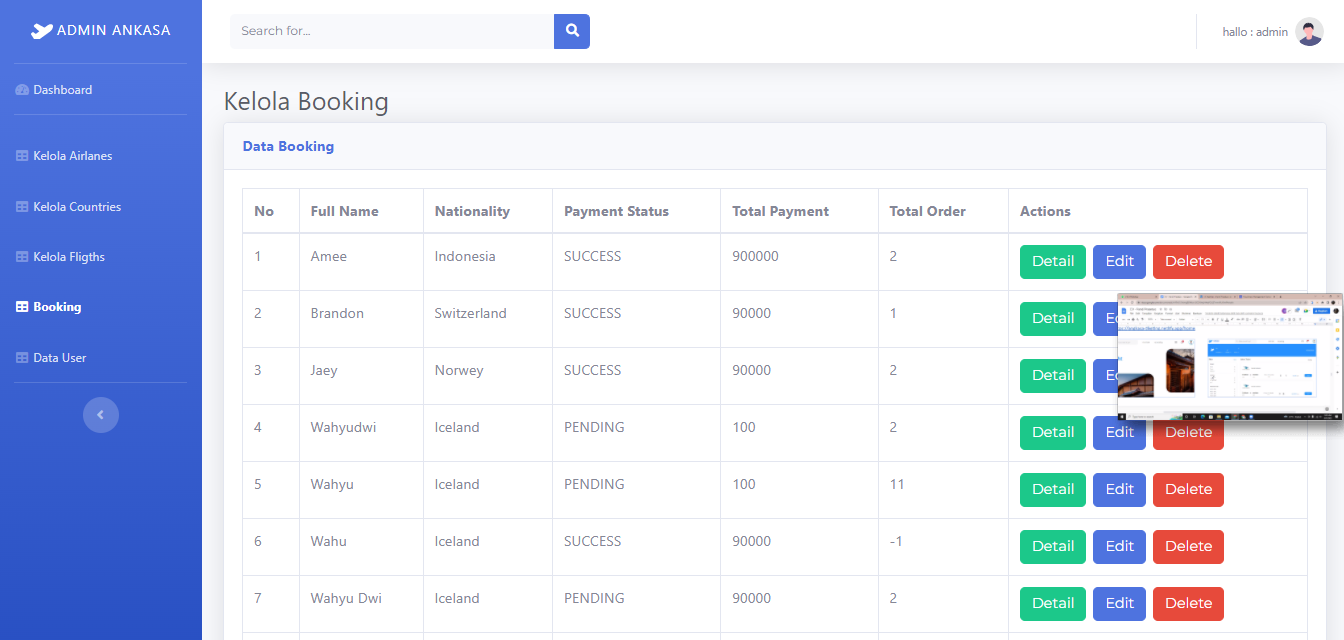 ADMIN ANKASA
Search for...
hallo : admin
Dashboard
Kelola Airlanes
Kelola Countries
Kelola Fligths
Booking
Data User
Kelola Booking
Data Booking
No Full Name Nationality Payment Status Total Payment Total Order Actions
1 Amee Indonesia SUCCESS 900000 2 Detail Edit Delete
2 Brandon Switzerland SUCCESS 90000 1 Detail
3 Jaey Norwey SUCCESS 90000 2 Detail
4 Wahyudwi Iceland PENDING 100 2 Detail Edit Delete
5 Wahyu Iceland PENDING 100 11 Detail Edit Delete
6 Wahu Iceland SUCCESS 90000 -1 Detail Edit Delete
7 Wahyu Dwi Iceland PENDING 90000 2 Detail Edit Delete